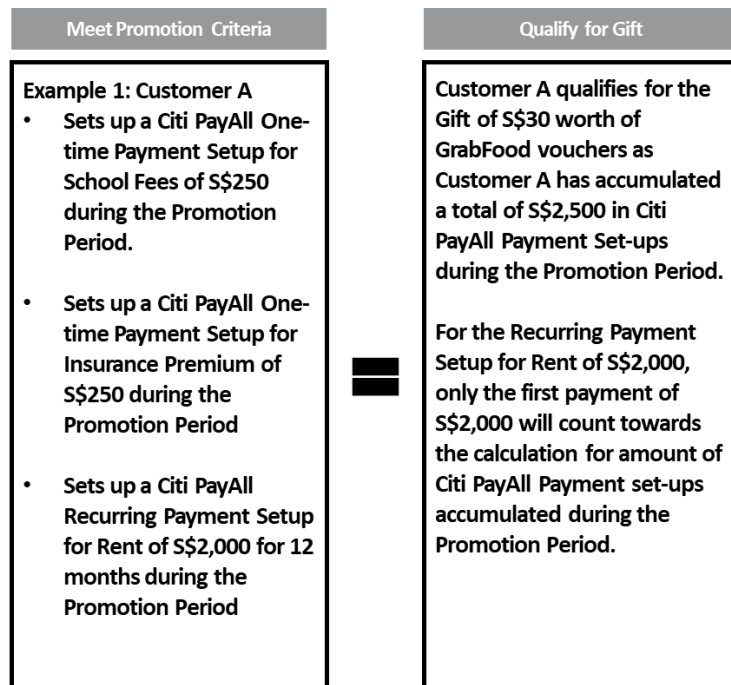 Meet Promotion Criteria
Example 1: Customer A
• Sets up a Citi PayAll One-
time Payment Setup for
School Fees of S$250
during the Promotion
Period.
• Sets up a Citi PayAll One-
time Payment Setup for
Insurance Premium of
S$250 during the
Promotion Period
• Sets up a Citi PayAll
Recurring Payment Setup
for Rent of S$2,000 for 12
months during the
Promotion Period
Qualify for Gift
Customer A qualifies for the
Gift of S$30 worth of
GrabFood vouchers as
Customer A has accumulated
a total of S$2,500 in Citi
PayAll Payment Set-ups
during the Promotion Period.
For the Recurring Payment
Setup for Rent of S$2,000,
only the first payment of
S$2,000 will count towards
the calculation for amount of
Citi PayAll Payment set-ups
accumulated during the
Promotion Period.